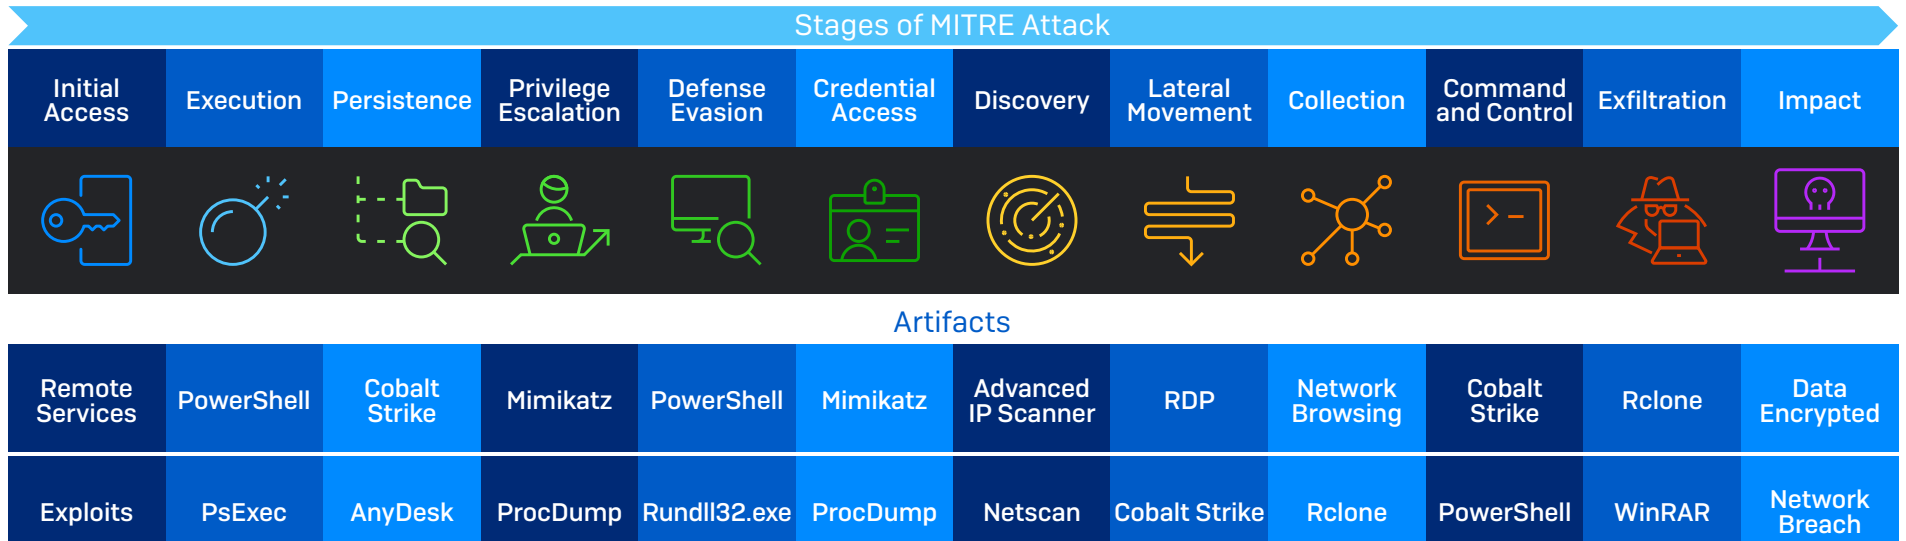 Stages of MITRE Attack
Initial
Access
Execution
Persistence
Privilege
Escalation
Defense
Evasion
Credential
Access
Discovery
Lateral
Movement
Collection
Command
and Control
Exfiltration
Impact
Artifacts
Remote
Services
PowerShell
Cobalt
Strike
Mimikatz
PowerShell
Mimikatz
Advanced
IP Scanner
RDP
Network
Browsing
Cobalt
Strike
Rclone
Data
Encrypted
Exploits
PsExec
AnyDesk
ProcDump
Rundll32.exe
ProcDump
Netscan
Cobalt Strike
Rclone
PowerShell
WinRAR
Network
Breach